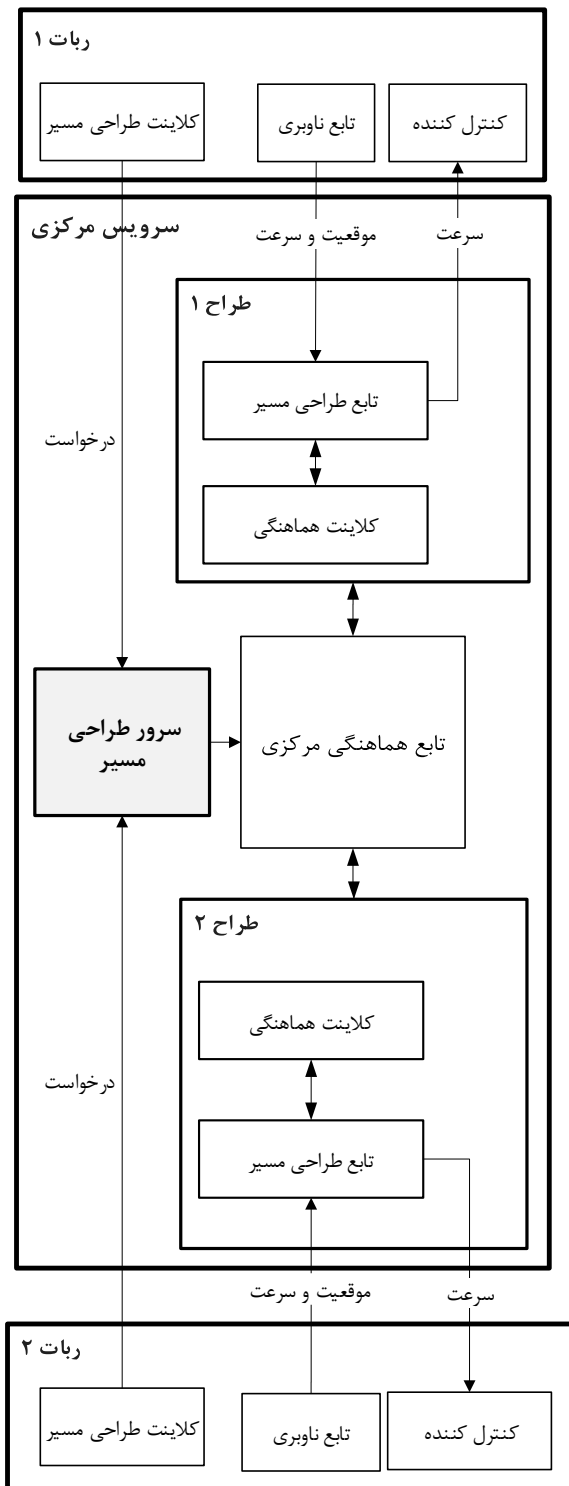 ربات ۱
کلاینت طراحی مسیر
تابع ناوبری
کنترل کننده
سرویس مرکزی
موقعیت و سرعت
سرعت
طراح ۱
تابع طراحی مسیر
درخواست
کلاینت هماهنگی
سرور طراحی
مسیر
تابع هماهنگی مرکزی
طراح ۲
کلاینت هماهنگی
درخواست
تابع طراحی مسیر
موقعیت و سرعت
سرعت
ربات ۲
کلاینت طراحی مسیر
تابع ناوبری
کنترل کننده